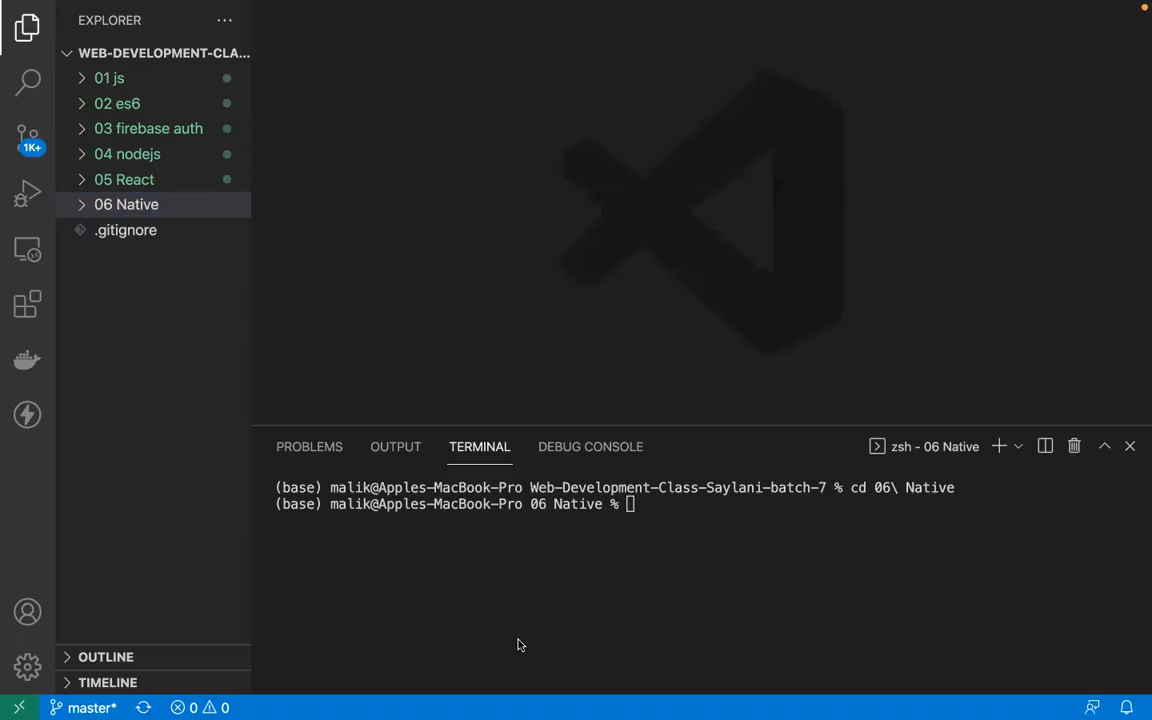 EXPLORER
WEB-DEVELOPMENT-CLA...
01 js
02 es6
03 firebase auth
04 nodejs
05 React
06 Native
.gitignore
1K+
OUTLINE
TIMELINE
PROBLEMS OUTPUT TERMINAL DEBUG CONSOLE zsh - 06 Native
(base) malik@Apples-MacBook-Pro Web-Development-Class-Saylani-batch-7 % cd 06\ Native
(base) malik@Apples-MacBook-Pro 06 Native %
master* 0 0